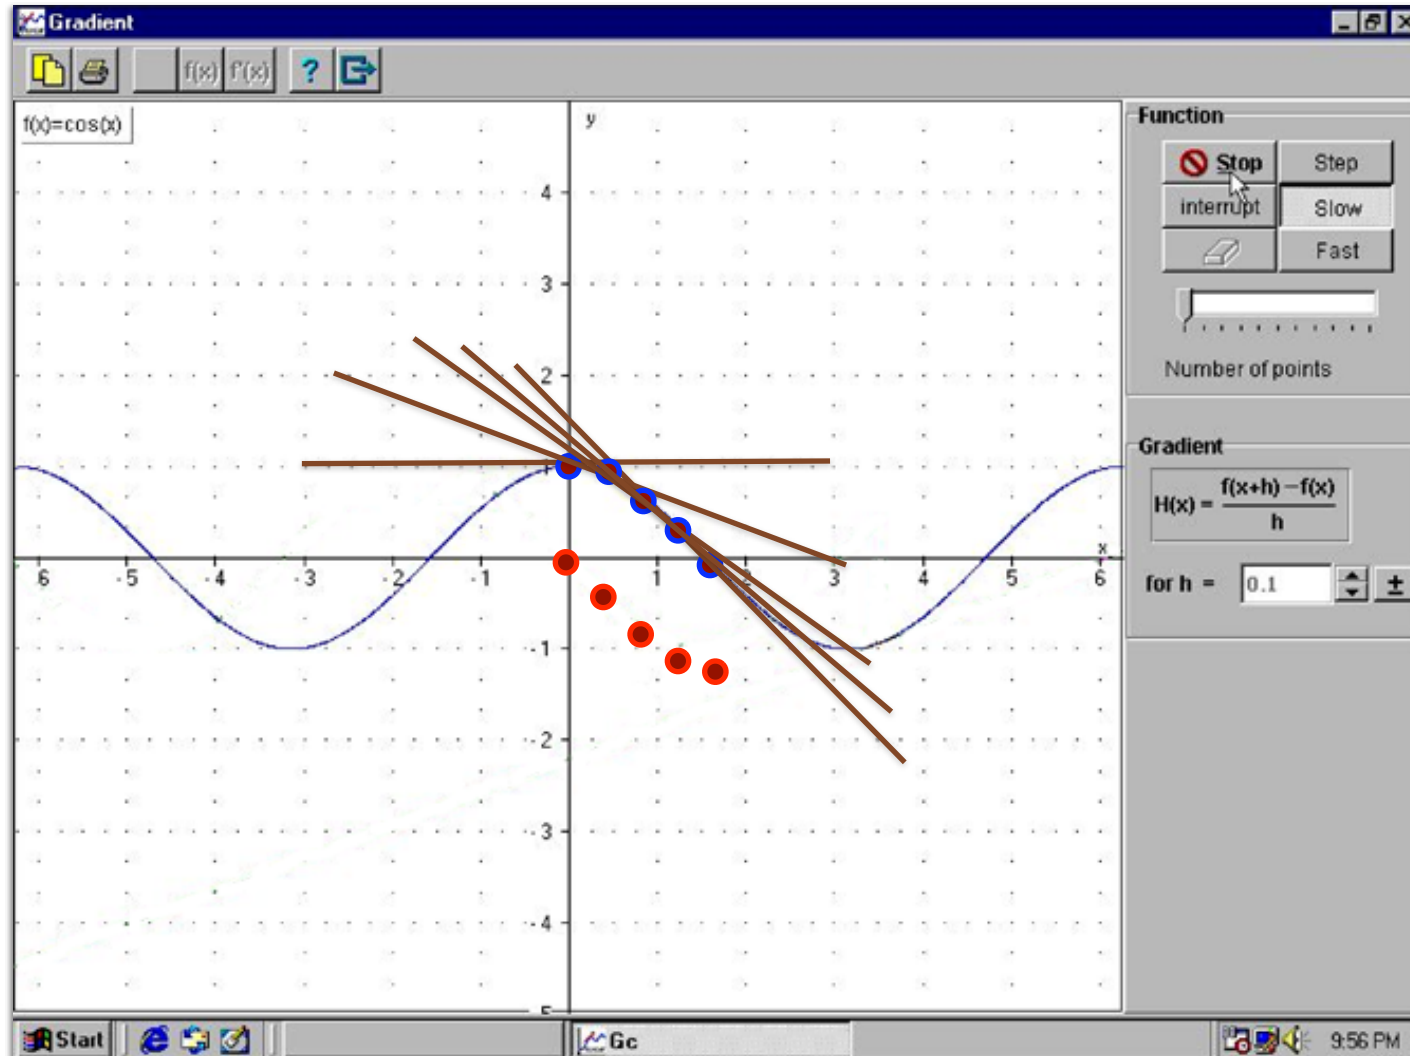 Gradient
f(x) f'(x) ?
f(x)=cos(x)
y
4
3
2
6 -5 -4 -3 -2 -1 1 2 3 4 5 6
x
-1
-2
-3
-4
Function
Stop Step
interrupt Slow
Fast
Number of points
Gradient
H(x) = f(x+h) - f(x)
h
for h = 0.1 ±
Start
Gc
9:56 PM